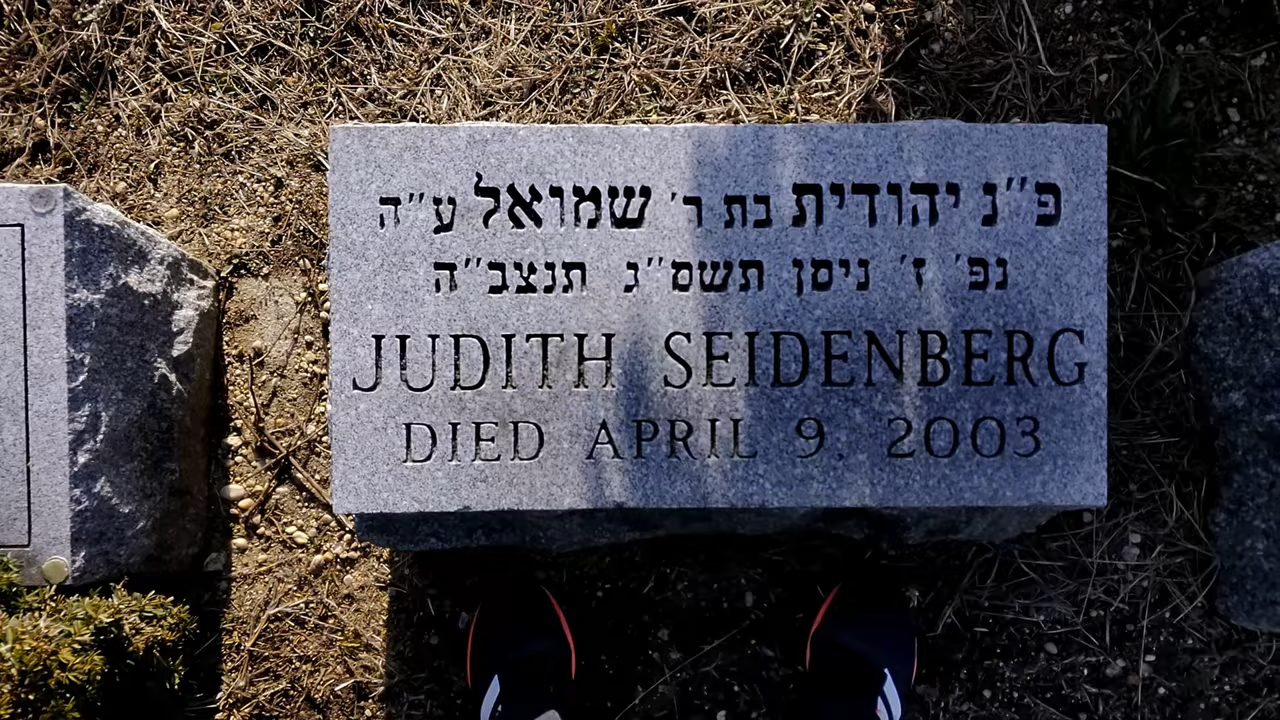 פ״נ יהודית בת ר׳ שמואל ע״ה
נפ׳ ז׳ ניסן תשס״ג תנצב״ה
JUDITH SEIDENBERG
DIED APRIL 9, 2003